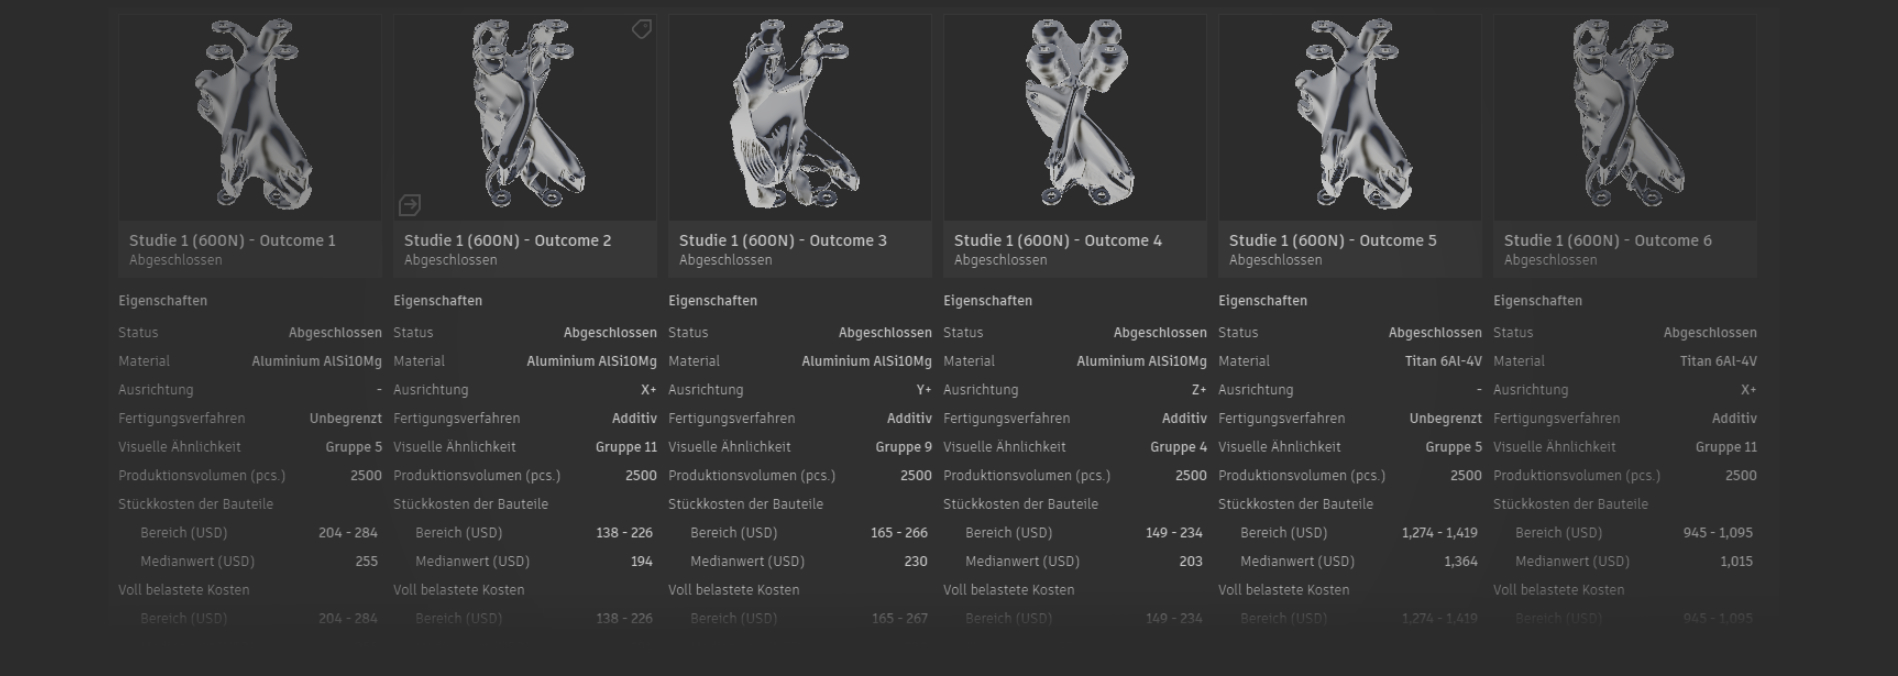 Studie 1 (600N) - Outcome 1
Abgeschlossen
Eigenschaften
Status Abgeschlossen
Material Aluminium AlSi10Mg
Ausrichtung -
Fertigungsverfahren Unbegrenzt
Visuelle Ähnlichkeit Gruppe 5
Produktionsvolumen (pcs.) 2500
Stückkosten der Bauteile
Bereich (USD) 204 - 284
Medianwert (USD) 255
Voll belastete Kosten
Bereich (USD) 204 - 284
Studie 1 (600N) - Outcome 2
Abgeschlossen
Eigenschaften
Status Abgeschlossen
Material Aluminium AlSi10Mg
Ausrichtung X+
Fertigungsverfahren Additiv
Visuelle Ähnlichkeit Gruppe 11
Produktionsvolumen (pcs.) 2500
Stückkosten der Bauteile
Bereich (USD) 138 - 226
Medianwert (USD) 194
Voll belastete Kosten
Bereich (USD) 138 - 226
Studie 1 (600N) - Outcome 3
Abgeschlossen
Eigenschaften
Status Abgeschlossen
Material Aluminium AlSi10Mg
Ausrichtung Y+
Fertigungsverfahren Additiv
Visuelle Ähnlichkeit Gruppe 9
Produktionsvolumen (pcs.) 2500
Stückkosten der Bauteile
Bereich (USD) 165 - 266
Medianwert (USD) 230
Voll belastete Kosten
Bereich (USD) 165 - 267
Studie 1 (600N) - Outcome 4
Abgeschlossen
Eigenschaften
Status Abgeschlossen
Material Aluminium AlSi10Mg
Ausrichtung Z+
Fertigungsverfahren Additiv
Visuelle Ähnlichkeit Gruppe 4
Produktionsvolumen (pcs.) 2500
Stückkosten der Bauteile
Bereich (USD) 149 - 234
Medianwert (USD) 203
Voll belastete Kosten
Bereich (USD) 149 - 234
Studie 1 (600N) - Outcome 5
Abgeschlossen
Eigenschaften
Status Abgeschlossen
Material Titan 6Al-4V
Ausrichtung -
Fertigungsverfahren Unbegrenzt
Visuelle Ähnlichkeit Gruppe 5
Produktionsvolumen (pcs.) 2500
Stückkosten der Bauteile
Bereich (USD) 1,274 - 1,419
Medianwert (USD) 1,364
Voll belastete Kosten
Bereich (USD) 1,274 - 1,419
Studie 1 (600N) - Outcome 6
Abgeschlossen
Eigenschaften
Status Abgeschlossen
Material Titan 6Al-4V
Ausrichtung X+
Fertigungsverfahren Additiv
Visuelle Ähnlichkeit Gruppe 11
Produktionsvolumen (pcs.) 2500
Stückkosten der Bauteile
Bereich (USD) 945 - 1,095
Medianwert (USD) 1,015
Voll belastete Kosten
Bereich (USD) 945 - 1,095